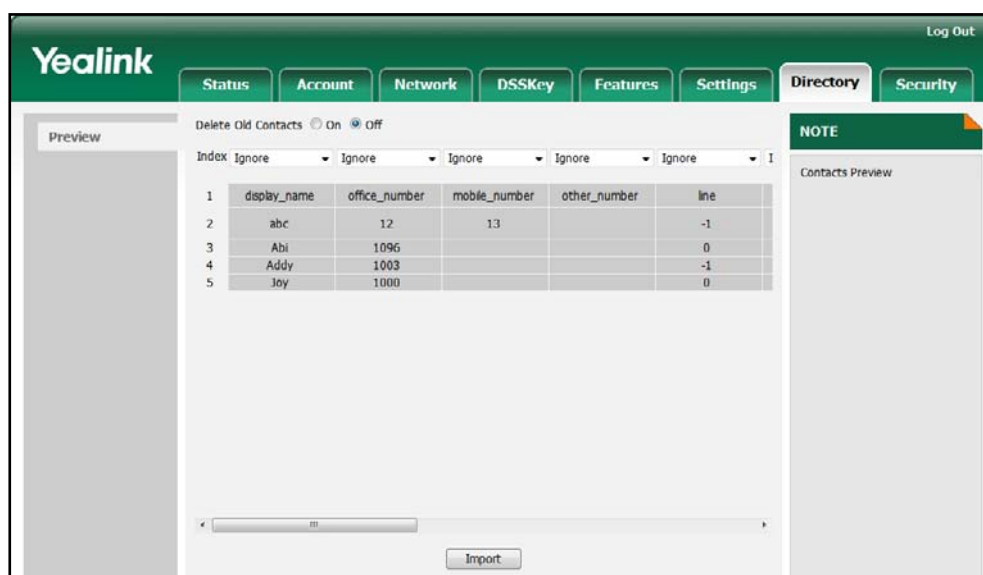 Log Out
Yealink
Status Account Network DSSKey Features Settings Directory Security
Preview
Delete Old Contacts On Off
NOTE
Contacts Preview
Index Ignore Ignore Ignore Ignore Ignore I
1 display_name office_number mobile_number other_number line
2 abc 12 13 -1
3 Abi 1096 0
4 Addy 1003 -1
5 Joy 1000 0
Import